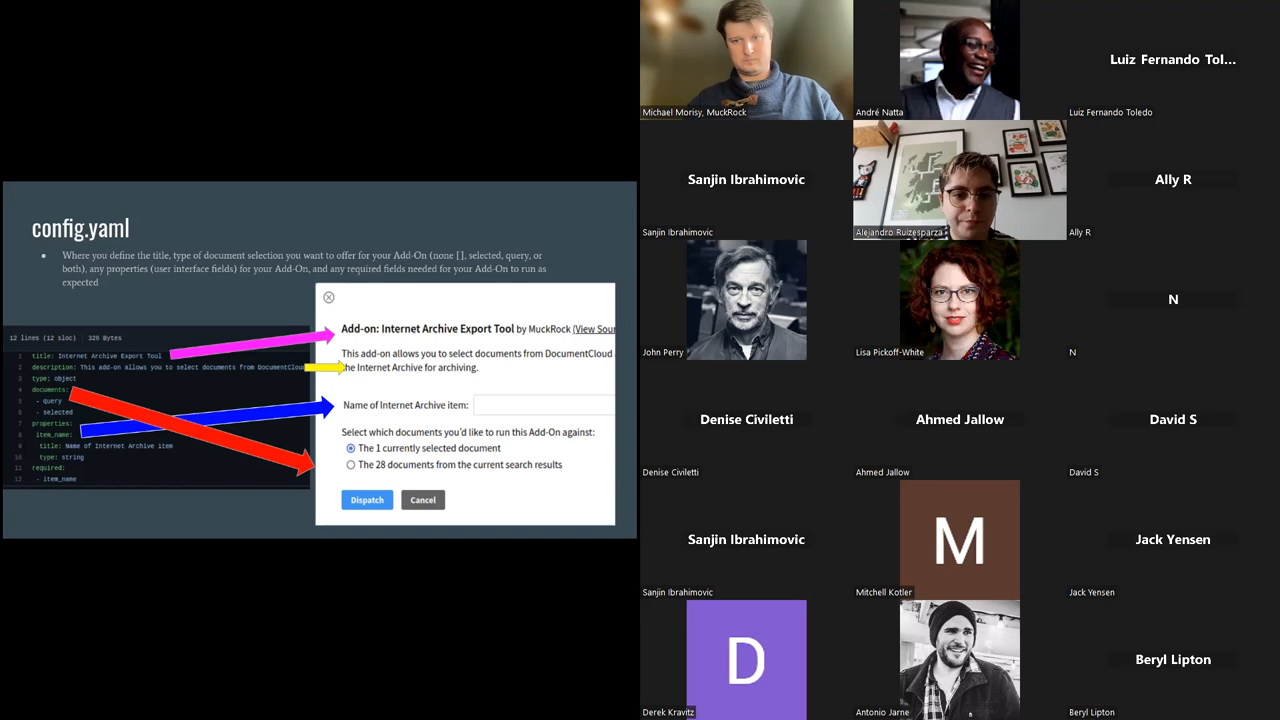 config.yaml
Where you define the title, type of document selection you want to offer for your Add-On (none [], selected, query, or
both), any properties (user interface fields) for your Add-On, and any required fields needed for your Add-On to run as
expected
12 lines (12 sloc) | 326 Bytes
1 title: Internet Archive Export Tool
2 description: This add-on allows you to select documents from DocumentCloud
3 type: object
4 documents:
5 - query
6 - selected
7 properties:
8 item_name:
9 title: Name of Internet Archive item
10 type: string
11 required:
12 - item_name
Add-on: Internet Archive Export Tool by MuckRock (View Sour
This add-on allows you to select documents from DocumentCloud
the Internet Archive for archiving.
Name of Internet Archive item:
Select which documents you'd like to run this Add-On against:
The 1 currently selected document
The 28 documents from the current search results
Dispatch Cancel
Michael Morisy, MuckRock
André Natta
Luiz Fernando Tol...
Luiz Fernando Toledo
Sanjin Ibrahimovic
Sanjin Ibrahimovic
Alejandro Ruizesparza
Ally R
Ally R
John Perry
Lisa Pickoff-White
N
N
Denise Civiletti
Denise Civiletti
Ahmed Jallow
Ahmed Jallow
David S
David S
Sanjin Ibrahimovic
Sanjin Ibrahimovic
M
Mitchell Kotler
Jack Yensen
Jack Yensen
D
Derek Kravitz
Antonio Jarne
Beryl Lipton
Beryl Lipton